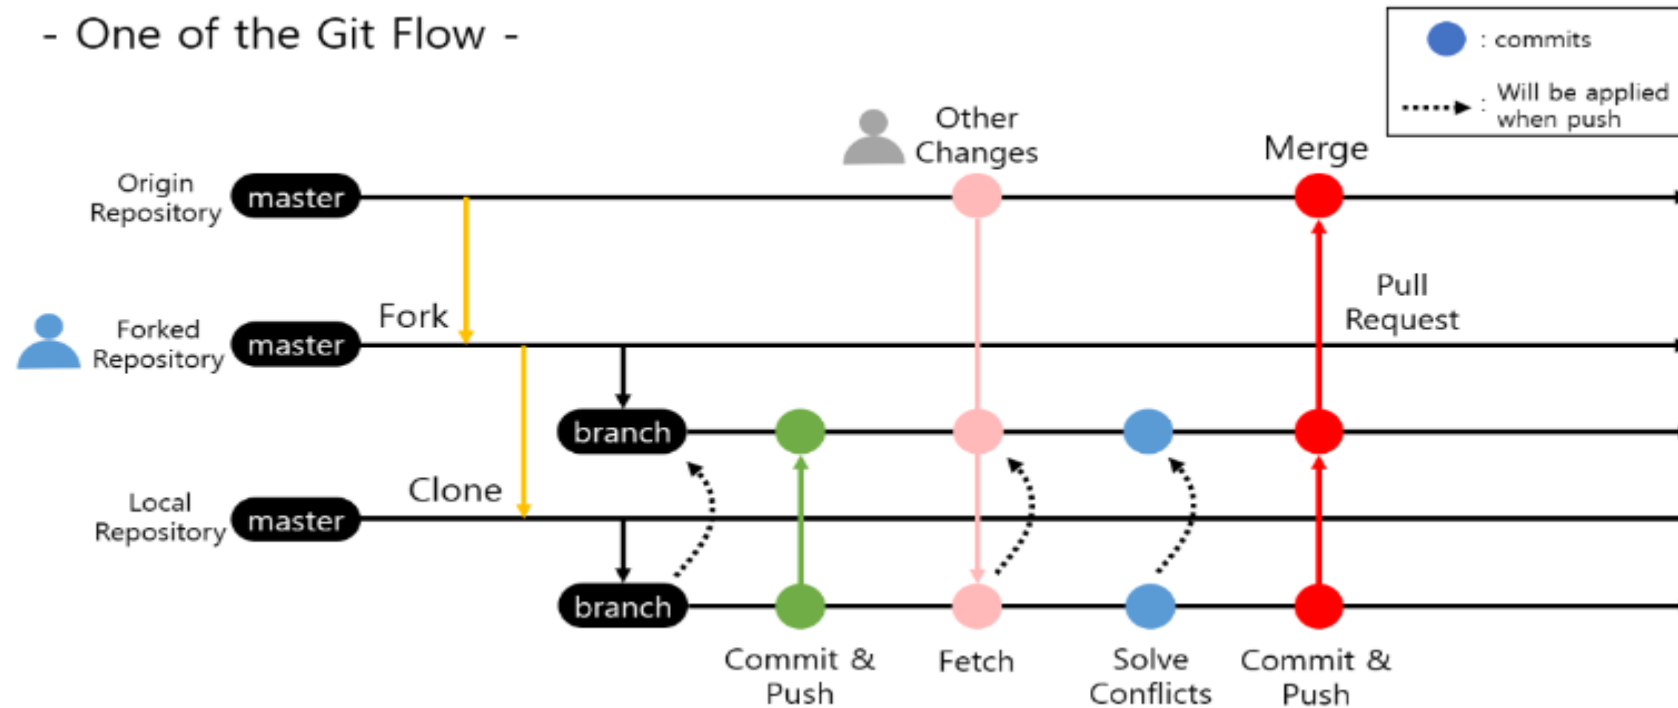 - One of the Git Flow -
: commits
: Will be applied
when push
Other
Changes
Merge
Origin
Repository
master
Fork
Pull
Request
Forked
Repository
master
branch
Clone
Local
Repository
master
branch
Commit &
Push
Fetch
Solve
Conflicts
Commit &
Push